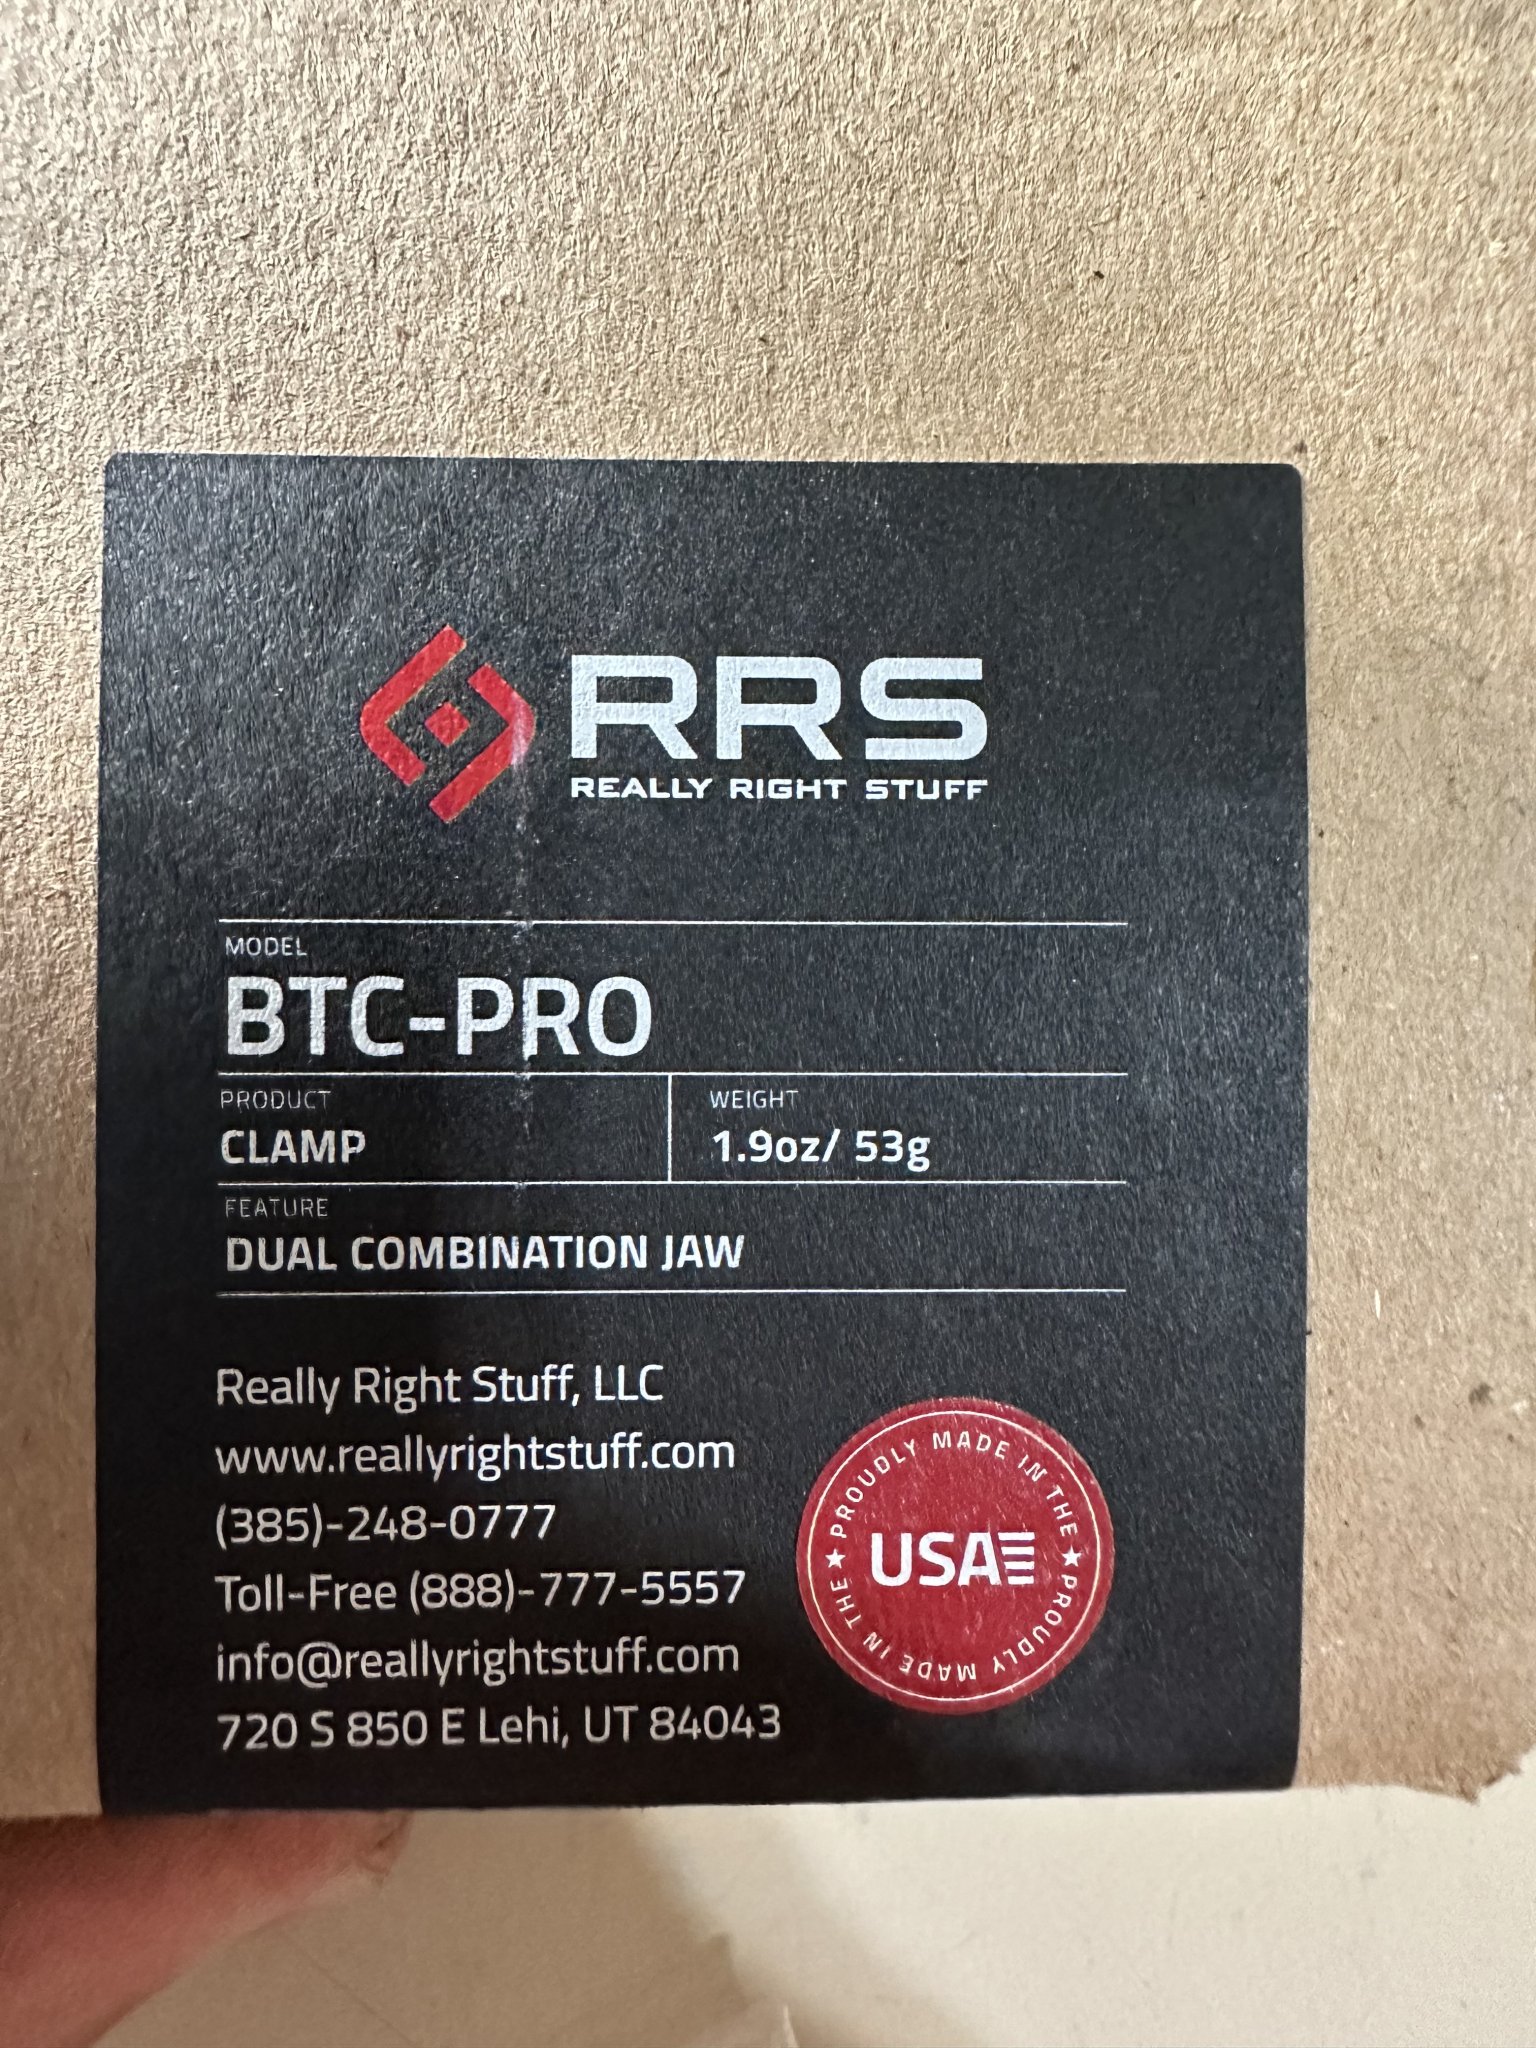 RRS
REALLY RIGHT STUFF
MODEL
BTC-PRO
PRODUCT
CLAMP
WEIGHT
1.9oz/ 53g
FEATURE
DUAL COMBINATION JAW
Really Right Stuff, LLC
www.reallyrightstuff.com
(385)-248-0777
Toll-Free (888)-777-5557
info@reallyrightstuff.com
720 S 850 E Lehi, UT 84043
★ PROUDLY MADE IN THE ★ PROUDLY MADE IN THE
USA